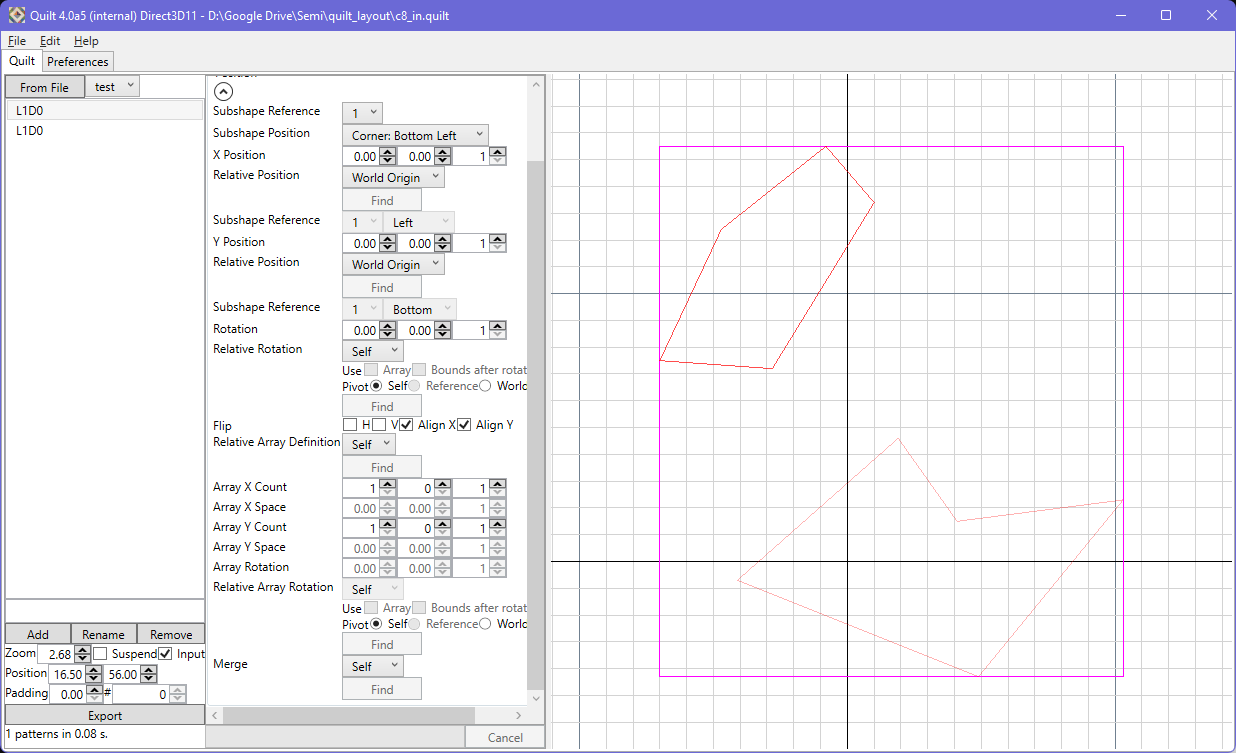 Quilt 4.0a5 (internal) Direct3D11 - D:\Google Drive\Semi\quilt_layout\c8_in.quilt
File Edit Help
Quilt Preferences
From File test
L1D0
L1D0
Subshape Reference 1
Subshape Position Corner: Bottom Left
X Position 0.00 0.00 1
Relative Position World Origin
Find
Subshape Reference 1 Left
Y Position 0.00 0.00 1
Relative Position World Origin
Find
Subshape Reference 1 Bottom
Rotation 0.00 0.00 1
Relative Rotation Self
Use Array Bounds after rotat
Pivot Self Reference World
Find
Flip H V Align X Align Y
Relative Array Definition Self
Find
Array X Count 1 0 1
Array X Space 0.00 0.00 1
Array Y Count 1 0 1
Array Y Space 0.00 0.00 1
Array Rotation 0.00 0.00 1
Relative Array Rotation Self
Use Array Bounds after rotat
Pivot Self Reference World
Find
Merge Self
Find
Add Rename Remove
Zoom 2.68 Suspend Input
Position 16.50 56.00
Padding 0.00 # 0
Export
1 patterns in 0.08 s.
Cancel